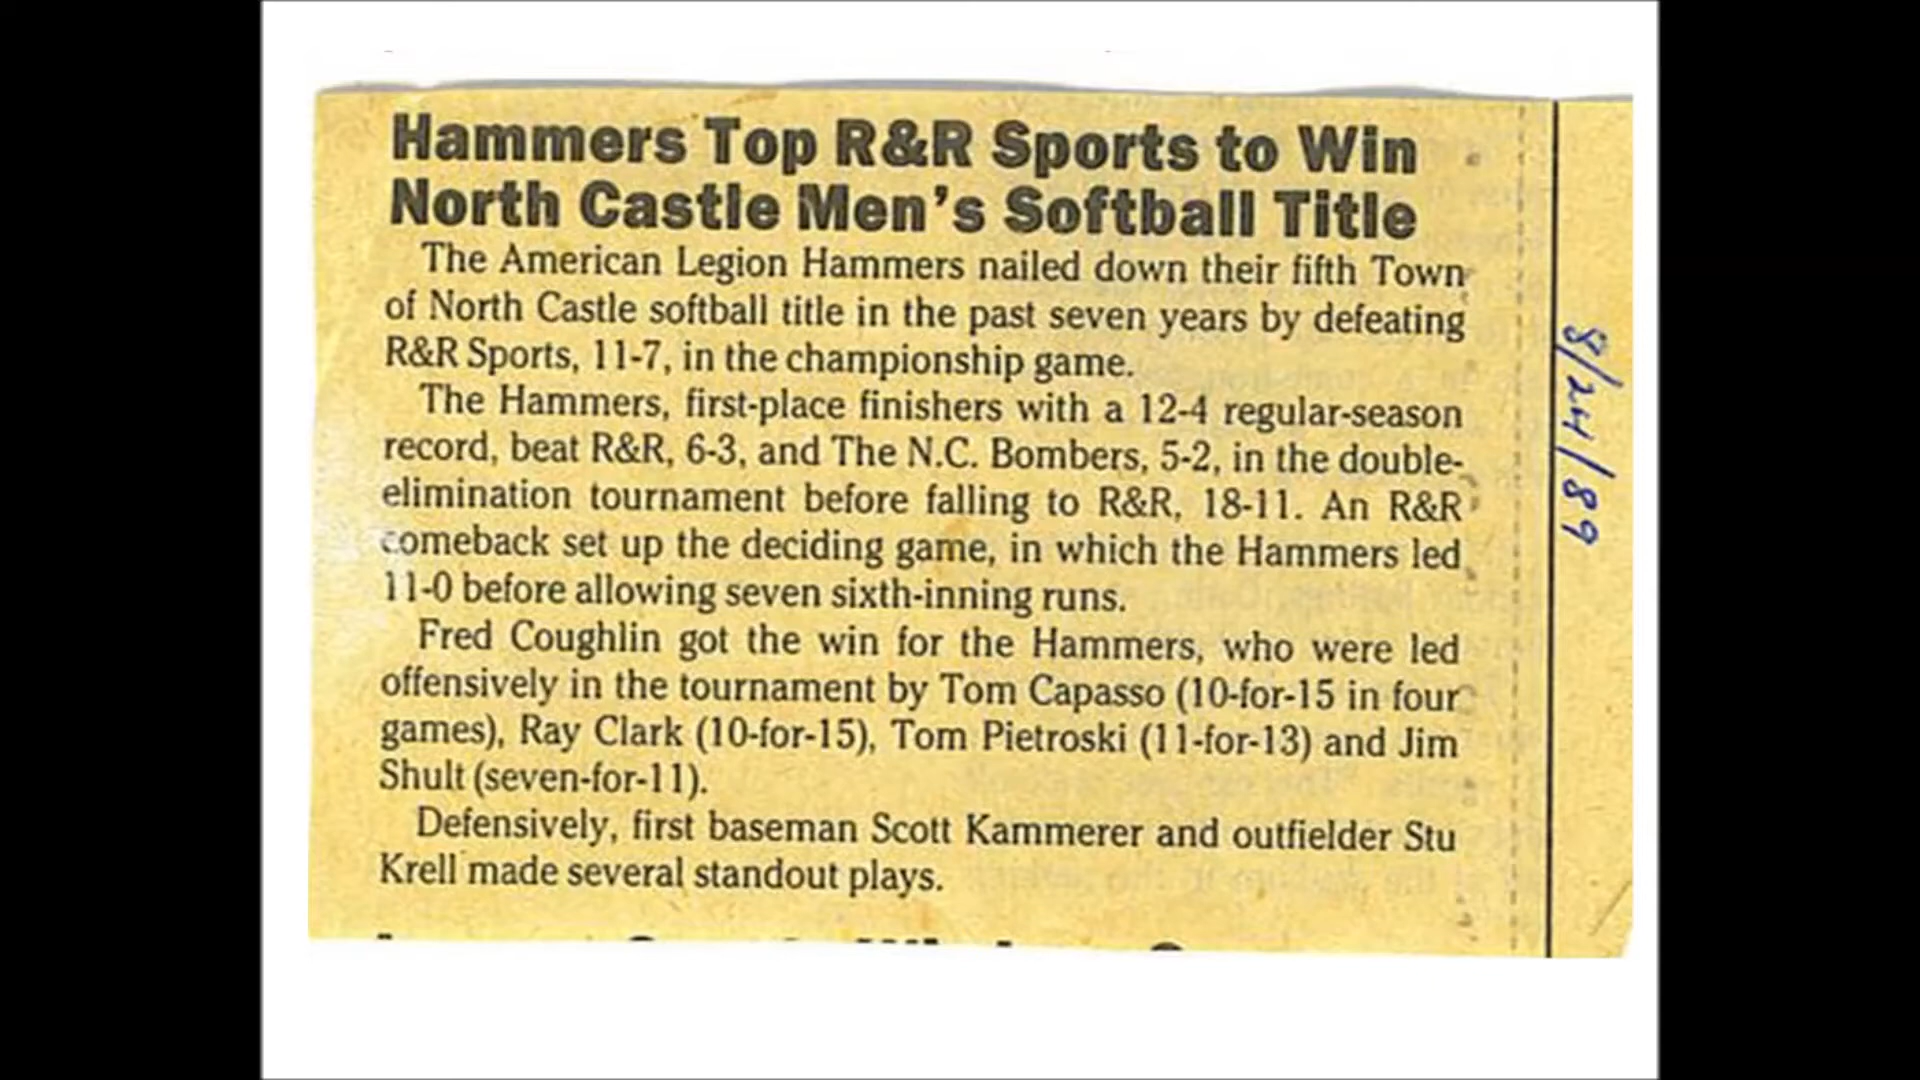 Hammers Top R&R Sports to Win
North Castle Men's Softball Title
The American Legion Hammers nailed down their fifth Town
of North Castle softball title in the past seven years by defeating
R&R Sports, 11-7, in the championship game.
The Hammers, first-place finishers with a 12-4 regular-season
record, beat R&R, 6-3, and The N.C. Bombers, 5-2, in the double-
elimination tournament before falling to R&R, 18-11. An R&R
comeback set up the deciding game, in which the Hammers led
11-0 before allowing seven sixth-inning runs.
Fred Coughlin got the win for the Hammers, who were led
offensively in the tournament by Tom Capasso (10-for-15 in four
games), Ray Clark (10-for-15), Tom Pietroski (11-for-13) and Jim
Shult (seven-for-11).
Defensively, first baseman Scott Kammerer and outfielder Stu
Krell made several standout plays.
8/24/89